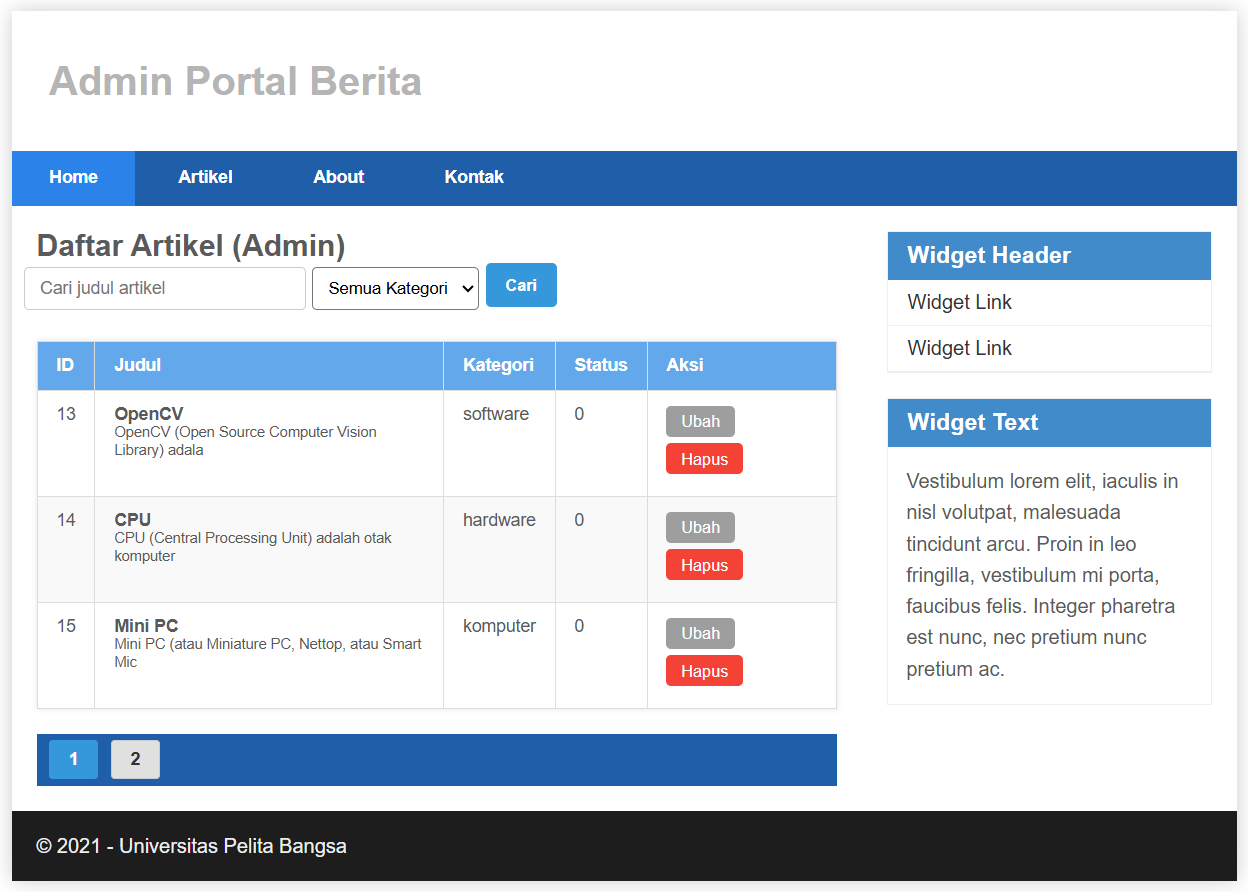 Admin Portal Berita
Home Artikel About Kontak
Daftar Artikel (Admin)
Cari judul artikel Semua Kategori Cari
ID Judul Kategori Status Aksi
13 OpenCV software 0 Ubah
OpenCV (Open Source Computer Vision
Library) adala
Hapus
14 CPU hardware 0 Ubah
CPU (Central Processing Unit) adalah otak
komputer
Hapus
15 Mini PC komputer 0 Ubah
Mini PC (atau Miniature PC, Nettop, atau Smart
Mic
Hapus
1 2
Widget Header
Widget Link
Widget Link
Widget Text
Vestibulum lorem elit, iaculis in
nisl volutpat, malesuada
tincidunt arcu. Proin in leo
fringilla, vestibulum mi porta,
faucibus felis. Integer pharetra
est nunc, nec pretium nunc
pretium ac.
© 2021 - Universitas Pelita Bangsa